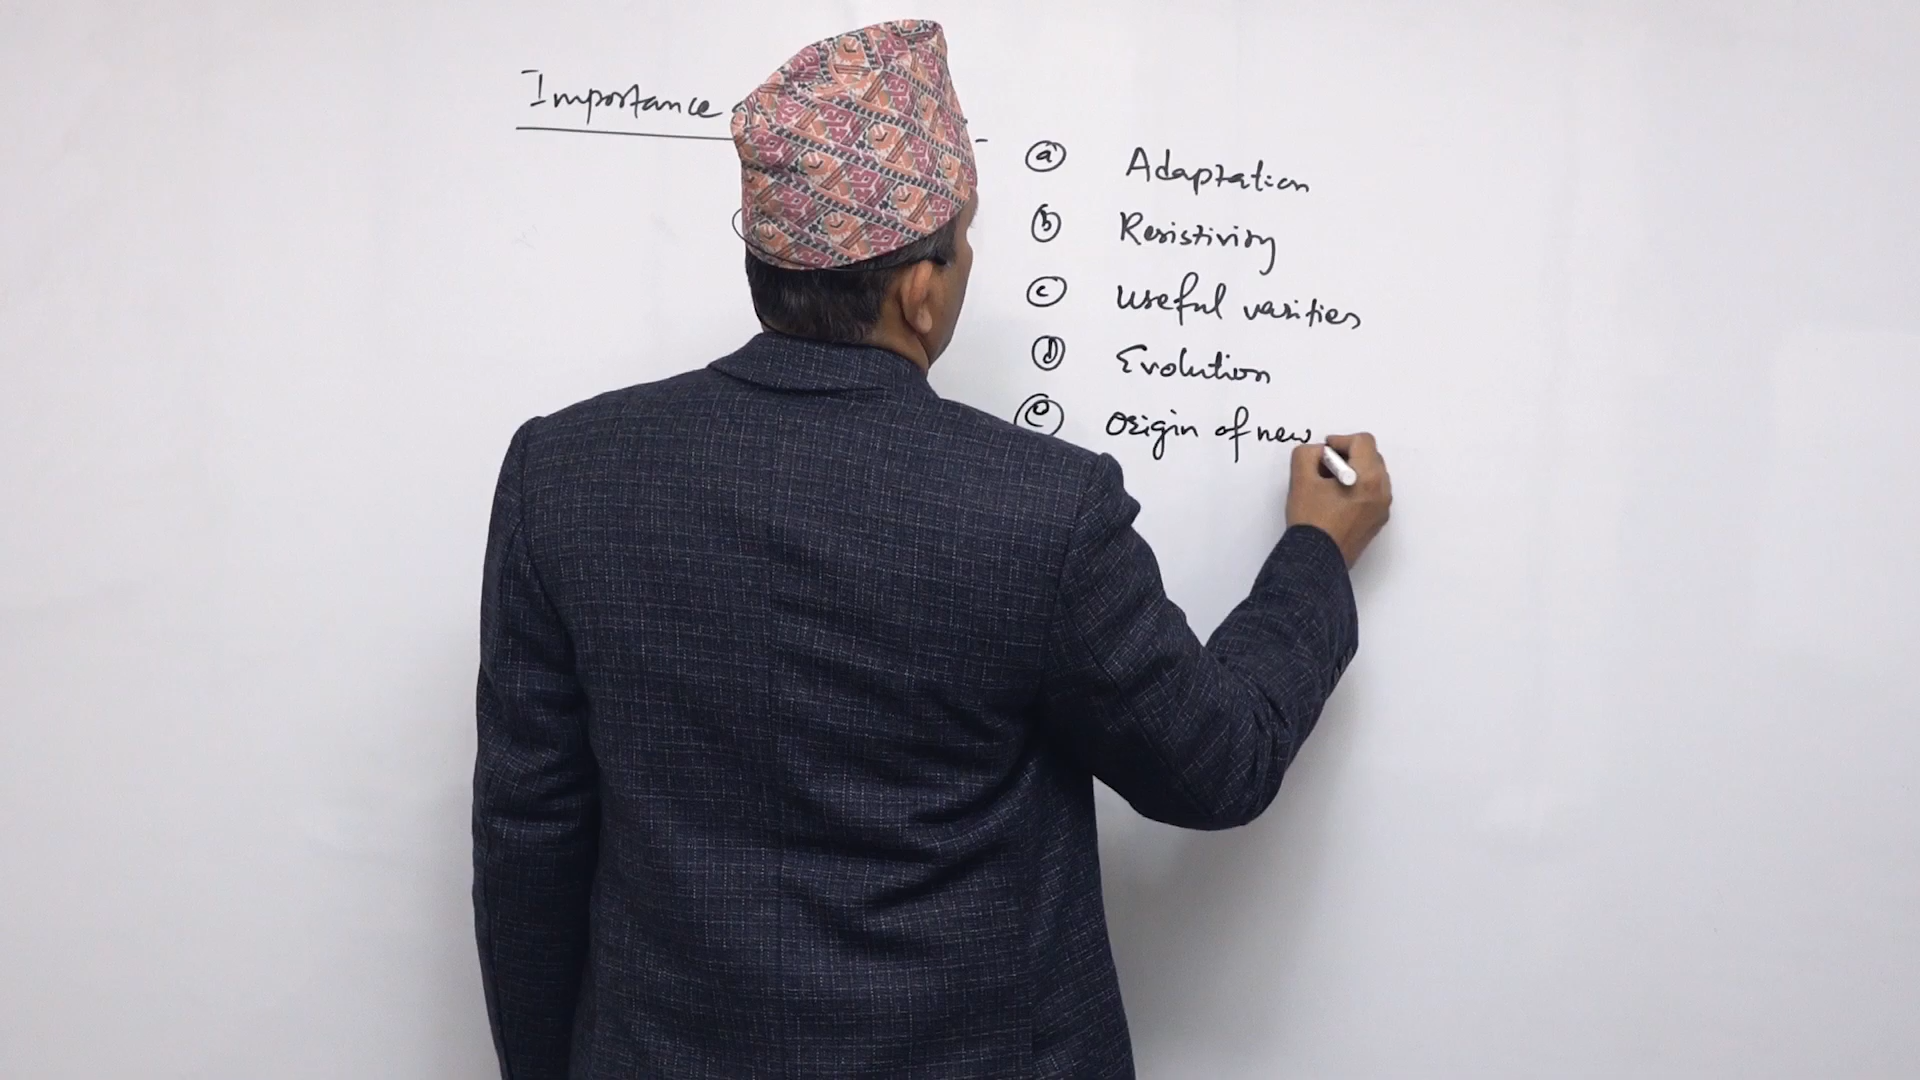 Importance
ⓐ Adaptation
ⓑ Resistivity
ⓒ Useful varities
ⓓ Evolution
ⓔ Origin of new